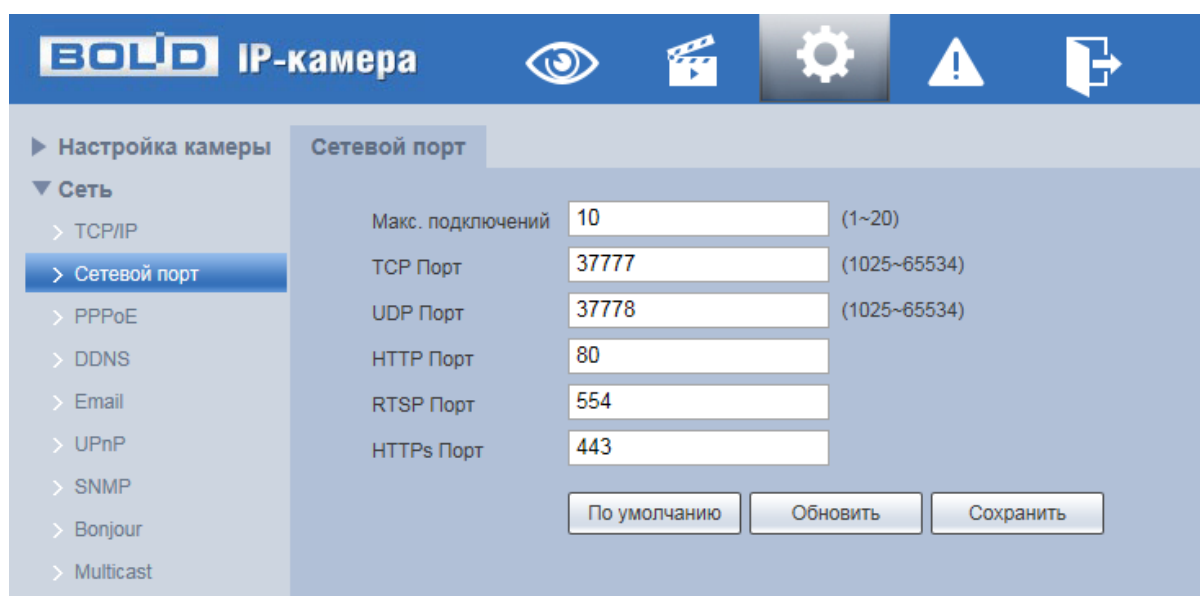 BOLID IP-камера
Настройка камеры
Сеть
TCP/IP
Сетевой порт
PPPoE
DDNS
Email
UPnP
SNMP
Bonjour
Multicast
Сетевой порт
Макс. подключений 10 (1~20)
TCP Порт 37777 (1025~65534)
UDP Порт 37778 (1025~65534)
HTTP Порт 80
RTSP Порт 554
HTTPs Порт 443
По умолчанию Обновить Сохранить